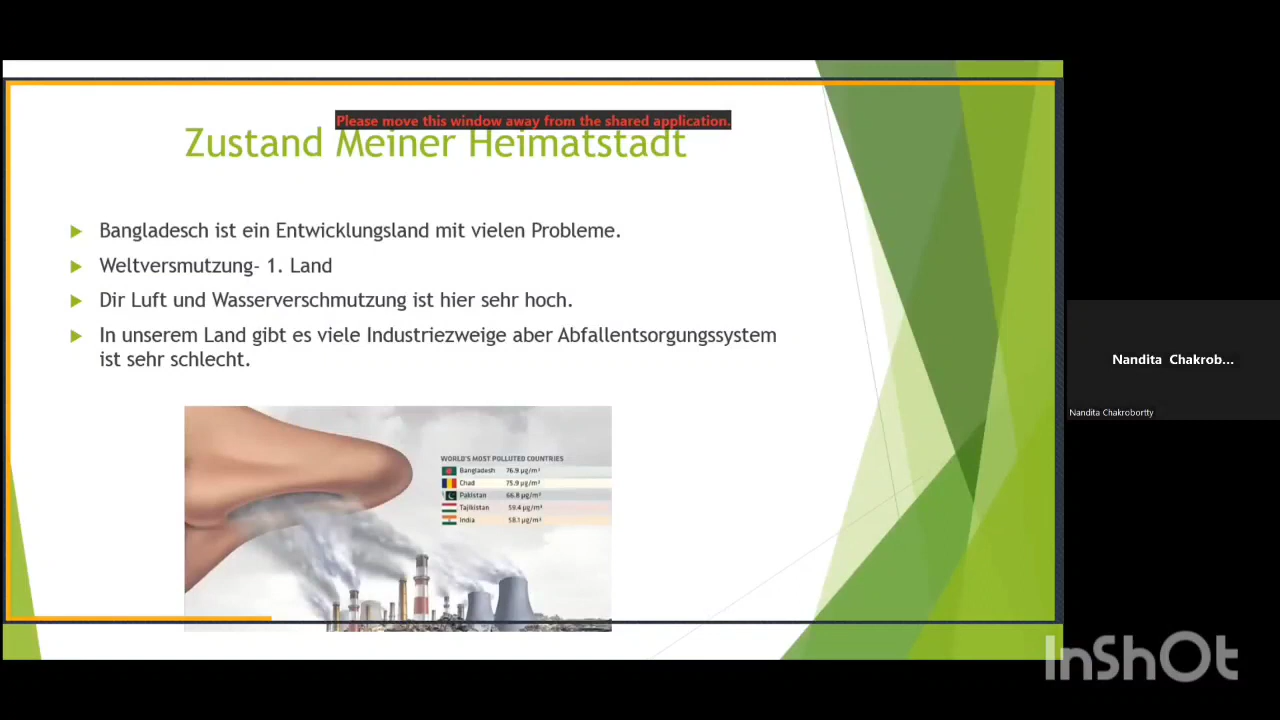 Please move this window away from the shared application.
Zustand Meiner Heimatstadt
Bangladesch ist ein Entwicklungsland mit vielen Probleme.
Weltversmutzung- 1. Land
Dir Luft und Wasserverschmutzung ist hier sehr hoch.
In unserem Land gibt es viele Industriezweige aber Abfallentsorgungssystem
ist sehr schlecht.
WORLD'S MOST POLLUTED COUNTRIES
Bangladesh 76.9 µg/m³
Chad 75.9 µg/m³
Pakistan 66.8 µg/m³
Tajikistan 59.4 µg/m³
India 58.1 µg/m³
Nandita Chakrob...
Nandita Chakrobortty
InShOt